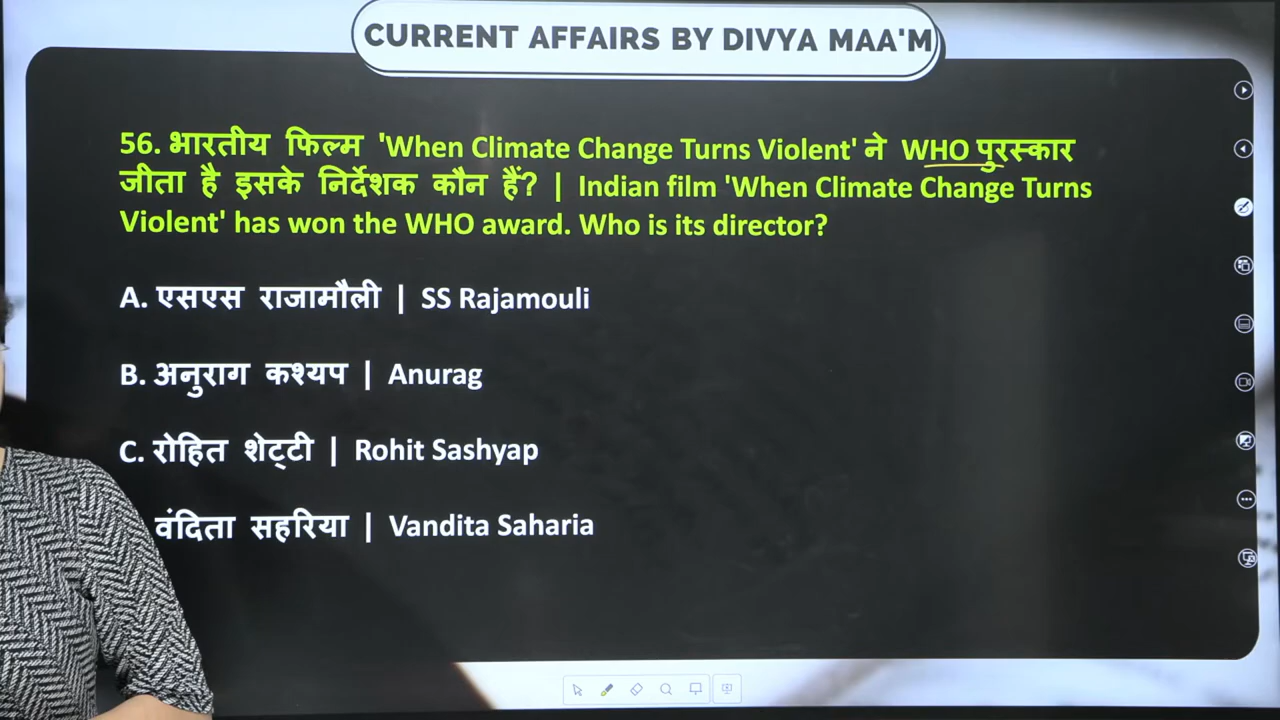 CURRENT AFFAIRS BY DIVYA MAA'M
56. भारतीय फिल्म 'When Climate Change Turns Violent' ने WHO पुरस्कार
जीता है इसके निर्देशक कौन हैं? | Indian film 'When Climate Change Turns
Violent' has won the WHO award. Who is its director?
A. एसएस राजामौली | SS Rajamouli
B. अनुराग कश्यप | Anurag
C. रोहित शेट्टी | Rohit Sashyap
वंदिता सहरिया | Vandita Saharia